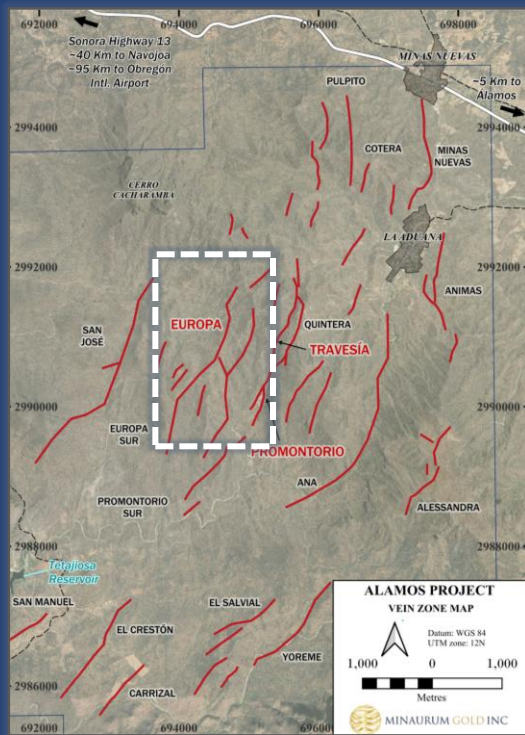 692000
694000
696000
698000
Sonora Highway 13
~40 Km to Navojoa
~95 Km to Obregón
Intl. Airport
MINAS NUEVAS
~5 Km to
Álamos
PULPITO
2994000
2994000
COTERA
MINAS
NUEVAS
CERRO
CACHARAMBA
LA ADUANA
2992000
2992000
ANIMAS
SAN
JOSÉ
EUROPA
QUINTERA
TRAVESÍA
2990000
2990000
EUROPA
SUR
PROMONTORIO
ANA
PROMONTORIO
SUR
ALESSANDRA
2988000
2988000
Tetajiosa
Reservoir
SAN MANUEL
EL CRESTÓN
EL SALVIAL
YOREME
CARRIZAL
2986000
692000
694000
696000
ALAMOS PROJECT
VEIN ZONE MAP
Datum: WGS 84
UTM zone: 12N
1,000
0
1,000
Metres
MINAURUM GOLD INC